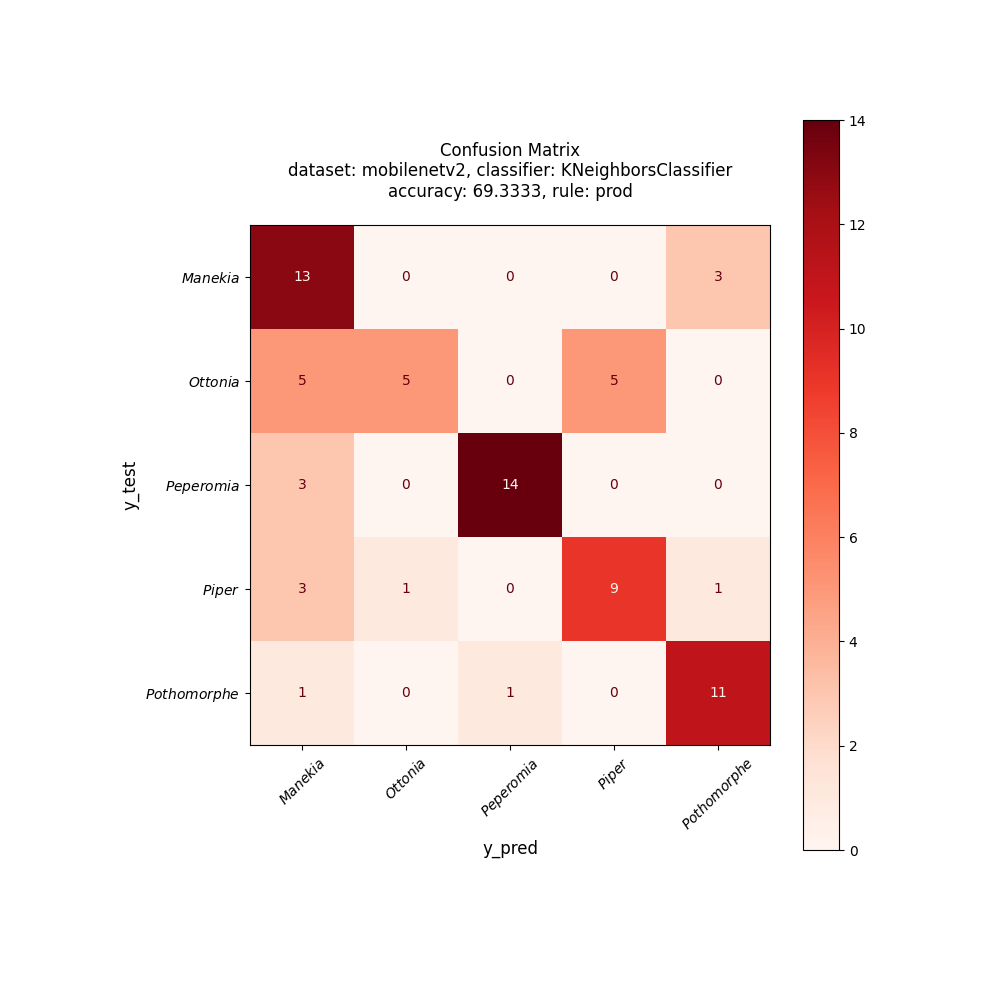 Confusion Matrix
dataset: mobilenetv2, classifier: KNeighborsClassifier
accuracy: 69.3333, rule: prod
Manekia 13 0 0 0 3
Ottonia 5 5 0 5 0
Peperomia 3 0 14 0 0
Piper 3 1 0 9 1
Pothomorphe 1 0 1 0 11
Manekia Ottonia Peperomia Piper Pothomorphe
y_test
y_pred
14
12
10
8
6
4
2
0